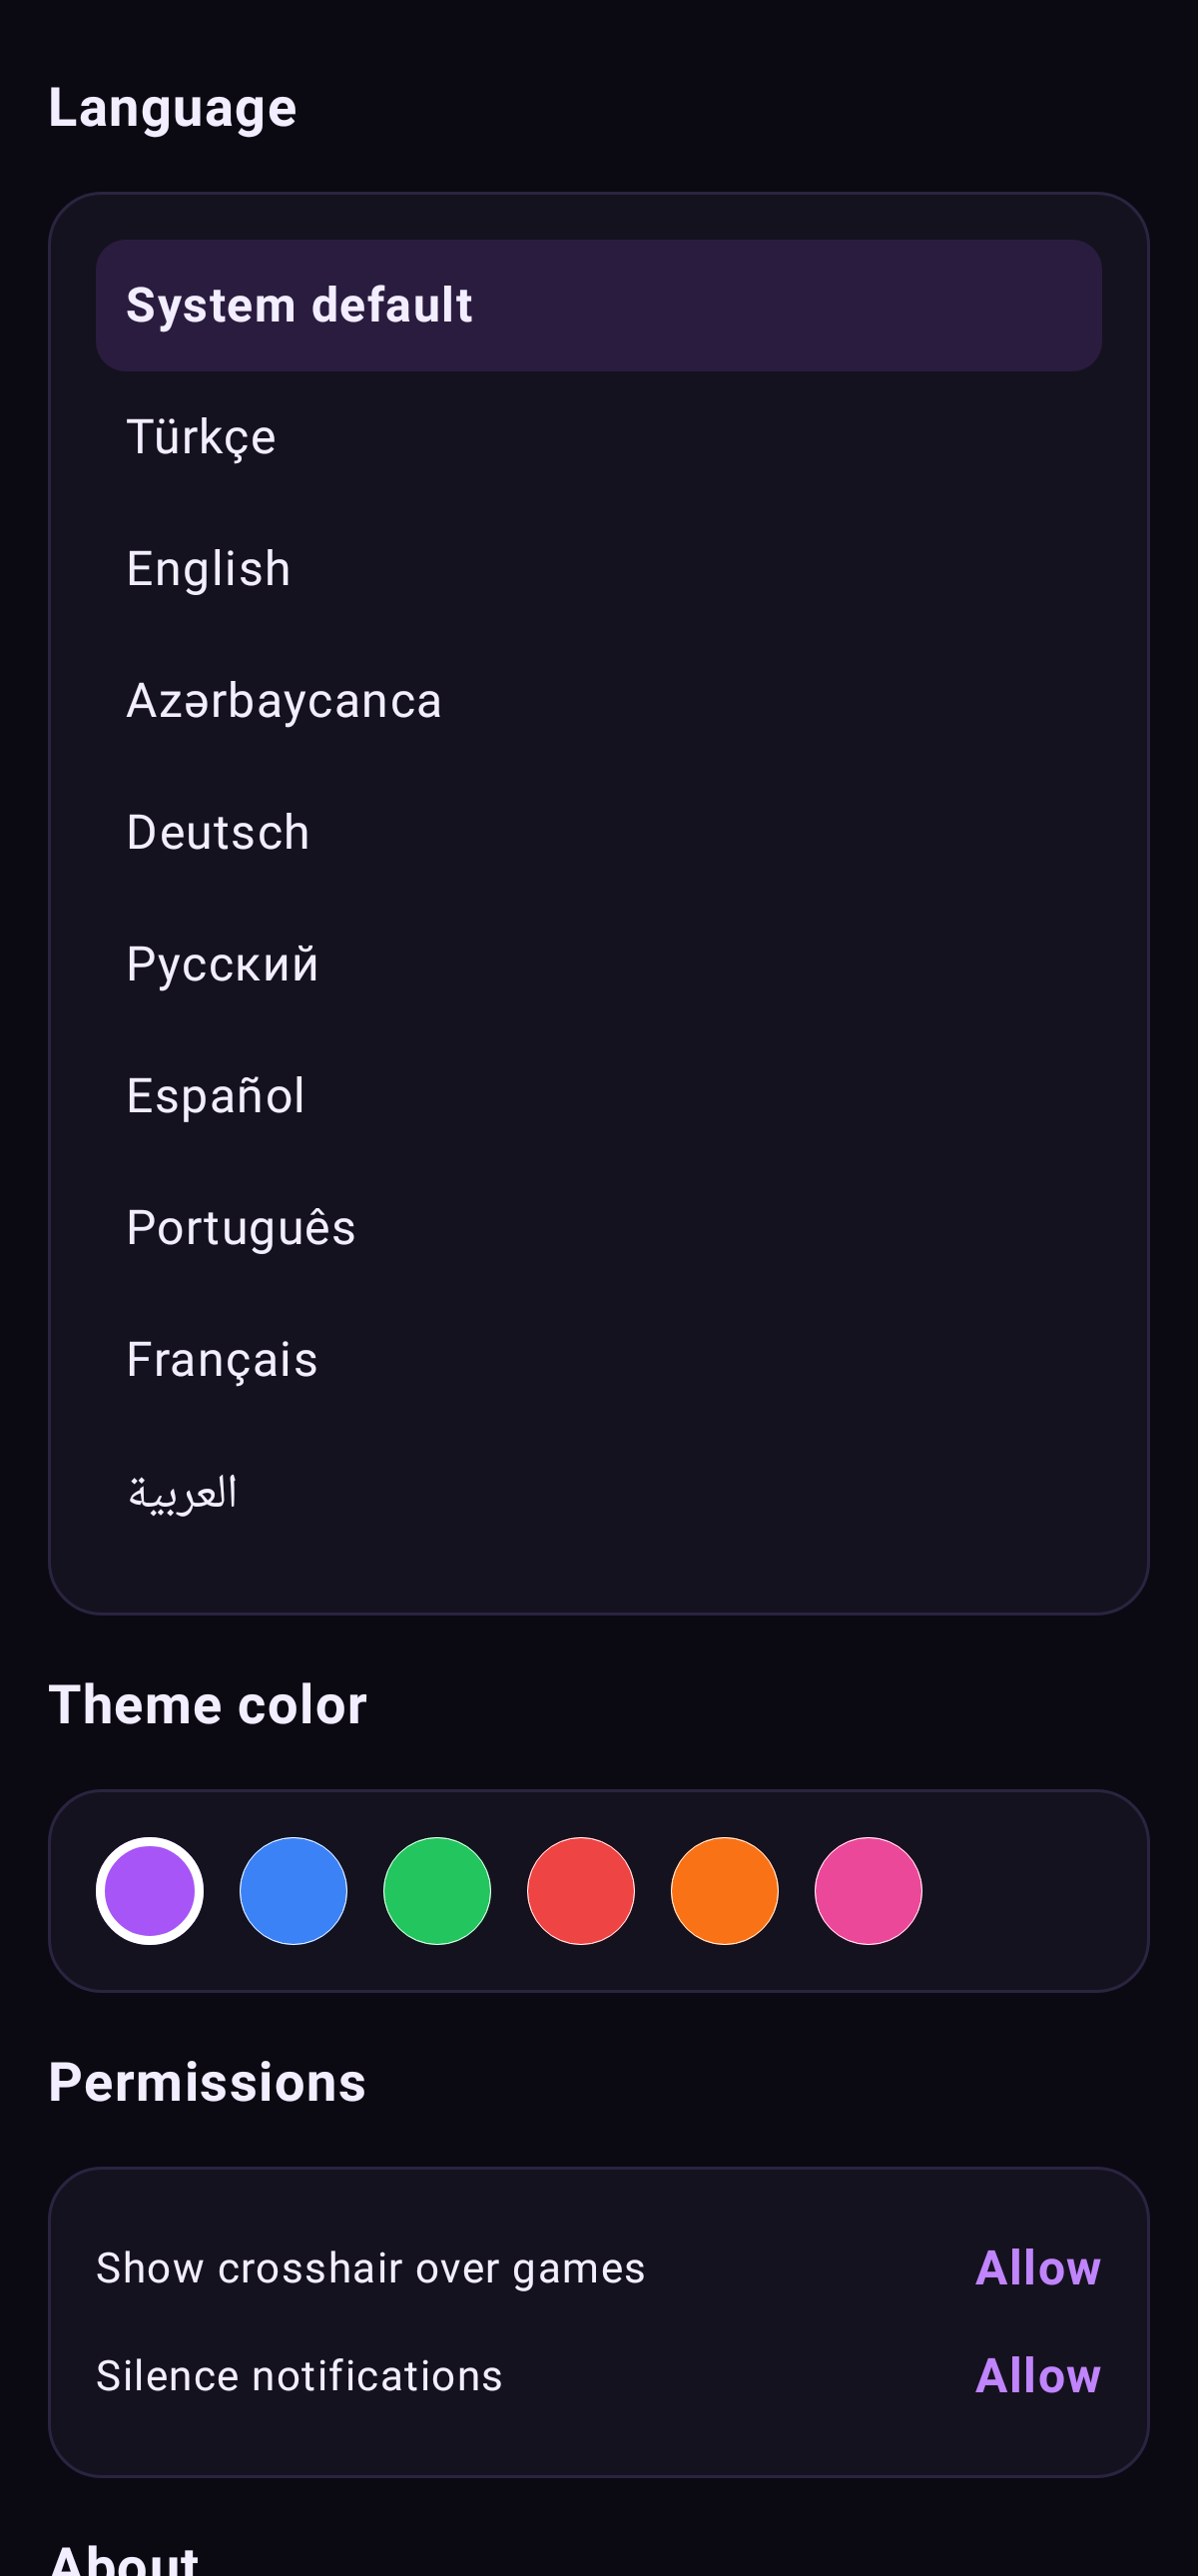 Language
System default
Türkçe
English
Azərbaycanca
Deutsch
Русский
Español
Português
Français
العربية
Theme color
Permissions
Show crosshair over games Allow
Silence notifications Allow
About